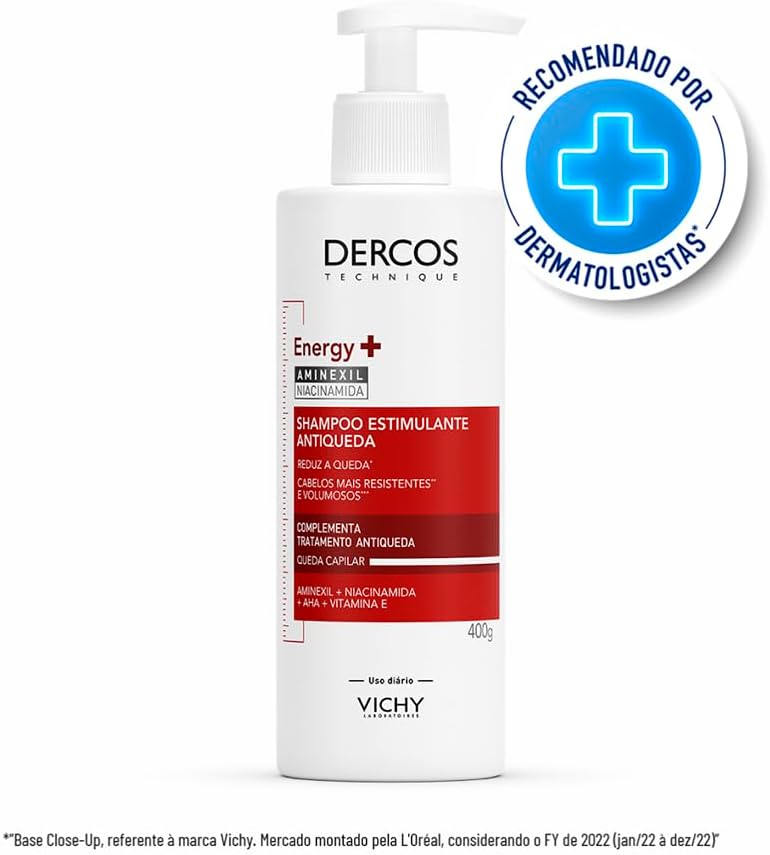 RECOMENDADO POR
DERMATOLOGISTAS*
DERCOS
TECHNIQUE
Energy +
AMINEXIL
NIACINAMIDA
SHAMPOO ESTIMULANTE
ANTIQUEDA
REDUZ A QUEDA*
CABELOS MAIS RESISTENTES**
E VOLUMOSOS***
COMPLEMENTA
TRATAMENTO ANTIQUEDA
QUEDA CAPILAR
AMINEXIL + NIACINAMIDA
+ AHA + VITAMINA E
400g
Uso diário
VICHY
LABORATOIRES
*"Base Close-Up, referente à marca Vichy. Mercado montado pela L'Oréal, considerando o FY de 2022 (jan/22 à dez/22)"